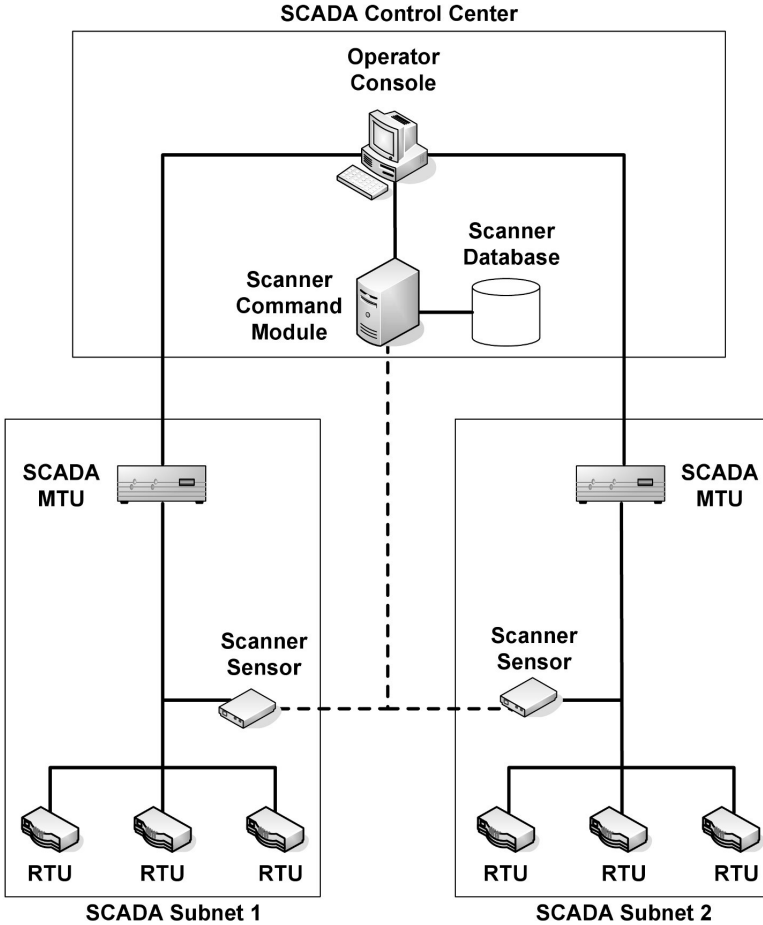 SCADA Control Center
Operator
Console
Scanner
Database
Scanner
Command
Module
SCADA
MTU
SCADA
MTU
Scanner
Sensor
Scanner
Sensor
RTU
RTU
RTU
RTU
RTU
RTU
SCADA Subnet 1
SCADA Subnet 2